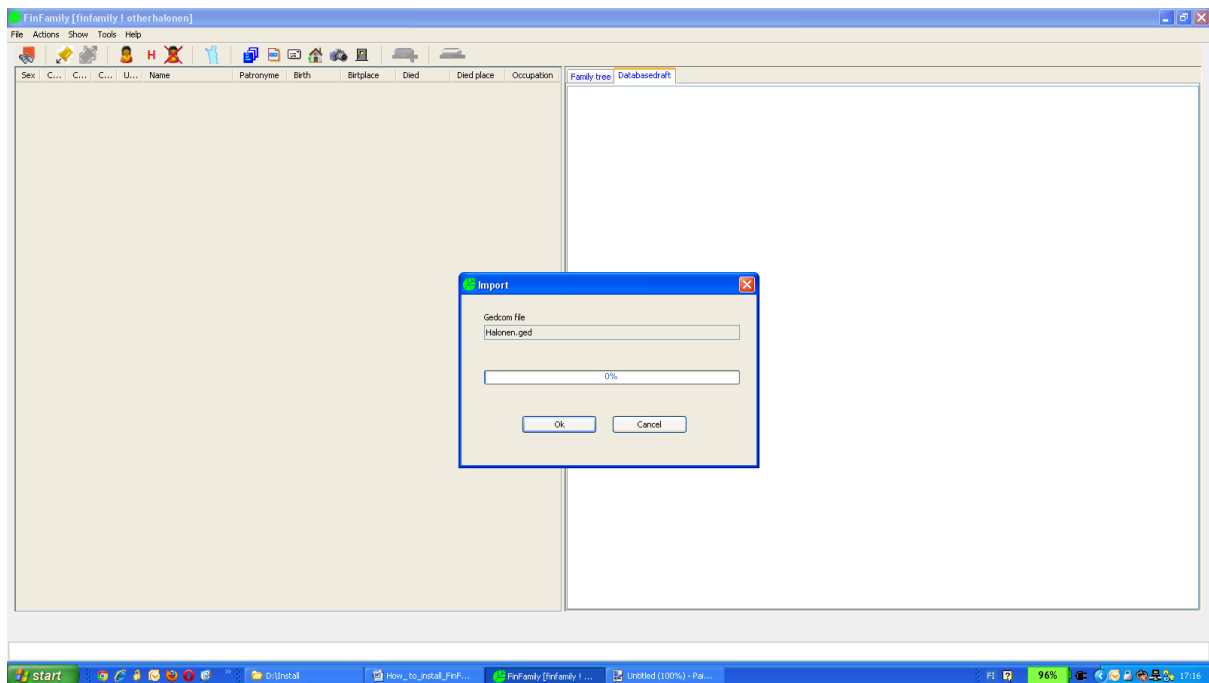 FinFamily [finfamily ! otherhalonen]
File Actions Show Tools Help
H
Sex C... C... C... U... Name Patronyme Birth Birtplace Died Died place Occupation
Family tree Databasedraft
Import
Gedcom file
Halonen.ged
0%
Ok Cancel
start D:\Install How_to_install_FinF... FinFamily [finfamily ! ... Untitled (100%) - Pai... FI 96% 17:16